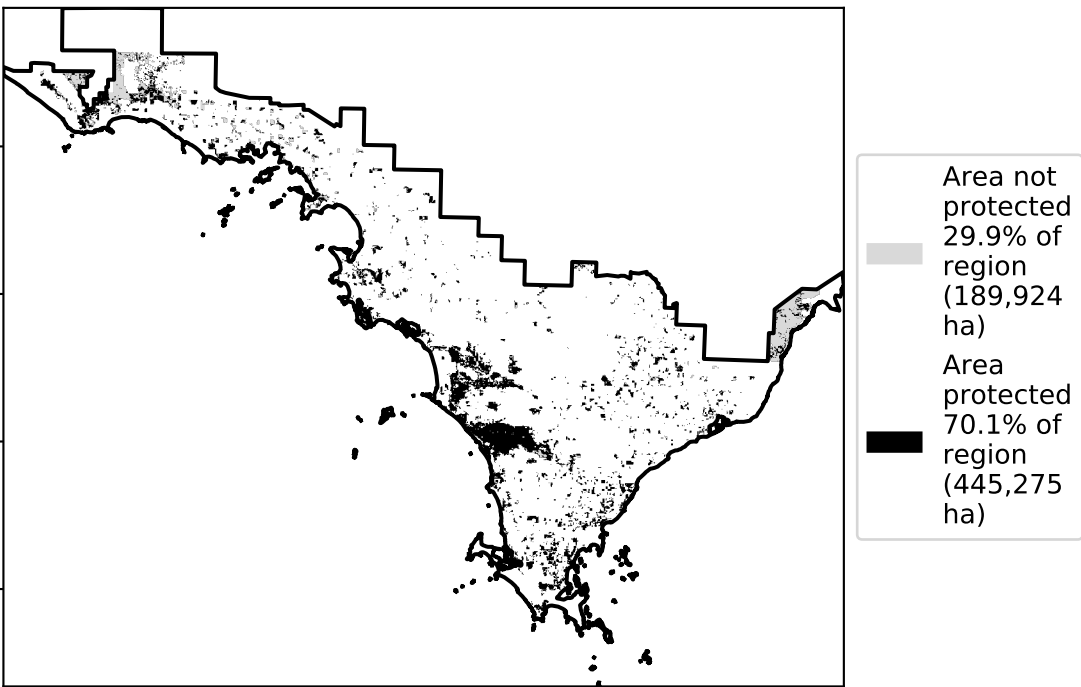 Area not
protected
29.9% of
region
(189,924
ha)
Area
protected
70.1% of
region
(445,275
ha)